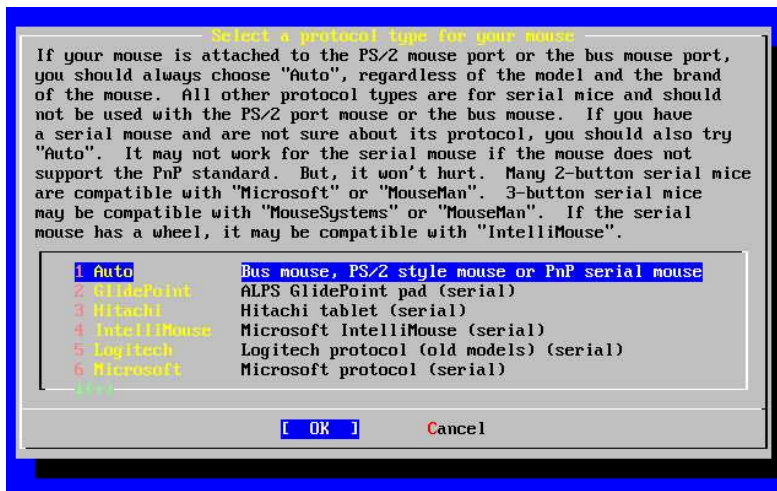 Select a protocol type for your mouse
If your mouse is attached to the PS/2 mouse port or the bus mouse port,
you should always choose "Auto", regardless of the model and the brand
of the mouse.  All other protocol types are for serial mice and should
not be used with the PS/2 port mouse or the bus mouse.  If you have
a serial mouse and are not sure about its protocol, you should also try
"Auto".  It may not work for the serial mouse if the mouse does not
support the PnP standard.  But, it won't hurt.  Many 2-button serial mice
are compatible with "Microsoft" or "MouseMan".  3-button serial mice
may be compatible with "MouseSystems" or "MouseMan".  If the serial
mouse has a wheel, it may be compatible with "IntelliMouse".
1 Auto Bus mouse, PS/2 style mouse or PnP serial mouse
2 GlidePoint ALPS GlidePoint pad (serial)
3 Hitachi Hitachi tablet (serial)
4 IntelliMouse Microsoft IntelliMouse (serial)
5 Logitech Logitech protocol (old models) (serial)
6 Microsoft Microsoft protocol (serial)
↓(+)
[ OK ] Cancel